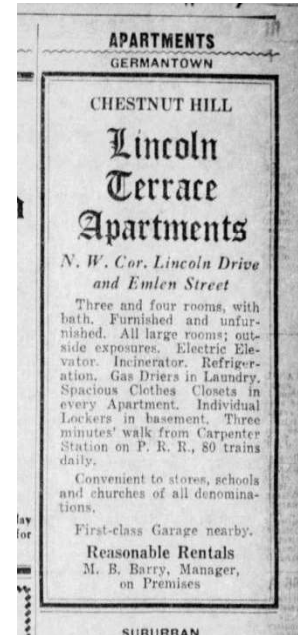 APARTMENTS
GERMANTOWN
CHESTNUT HILL
Lincoln
Terrace
Apartments
N. W. Cor. Lincoln Drive
and Emlen Street
Three and four rooms, with
bath. Furnished and unfur-
nished. All large rooms; out-
side exposures. Electric Ele-
vator. Incinerator. Refriger-
ation. Gas Driers in Laundry.
Spacious Clothes Closets in
every Apartment. Individual
Lockers in basement. Three
minutes' walk from Carpenter
Station on P. R. R., 80 trains
daily.
Convenient to stores, schools
and churches of all denomina-
tions.
First-class Garage nearby.
Reasonable Rentals
M. B. Barry, Manager,
on Premises
for
SUBURBAN